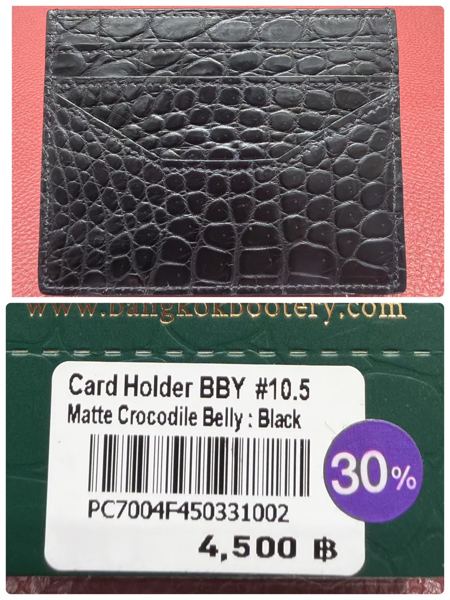 www.bangkokbootery.com
Card Holder BBY #10.5
Matte Crocodile Belly : Black
30%
PC7004F450331002
4,500 ฿